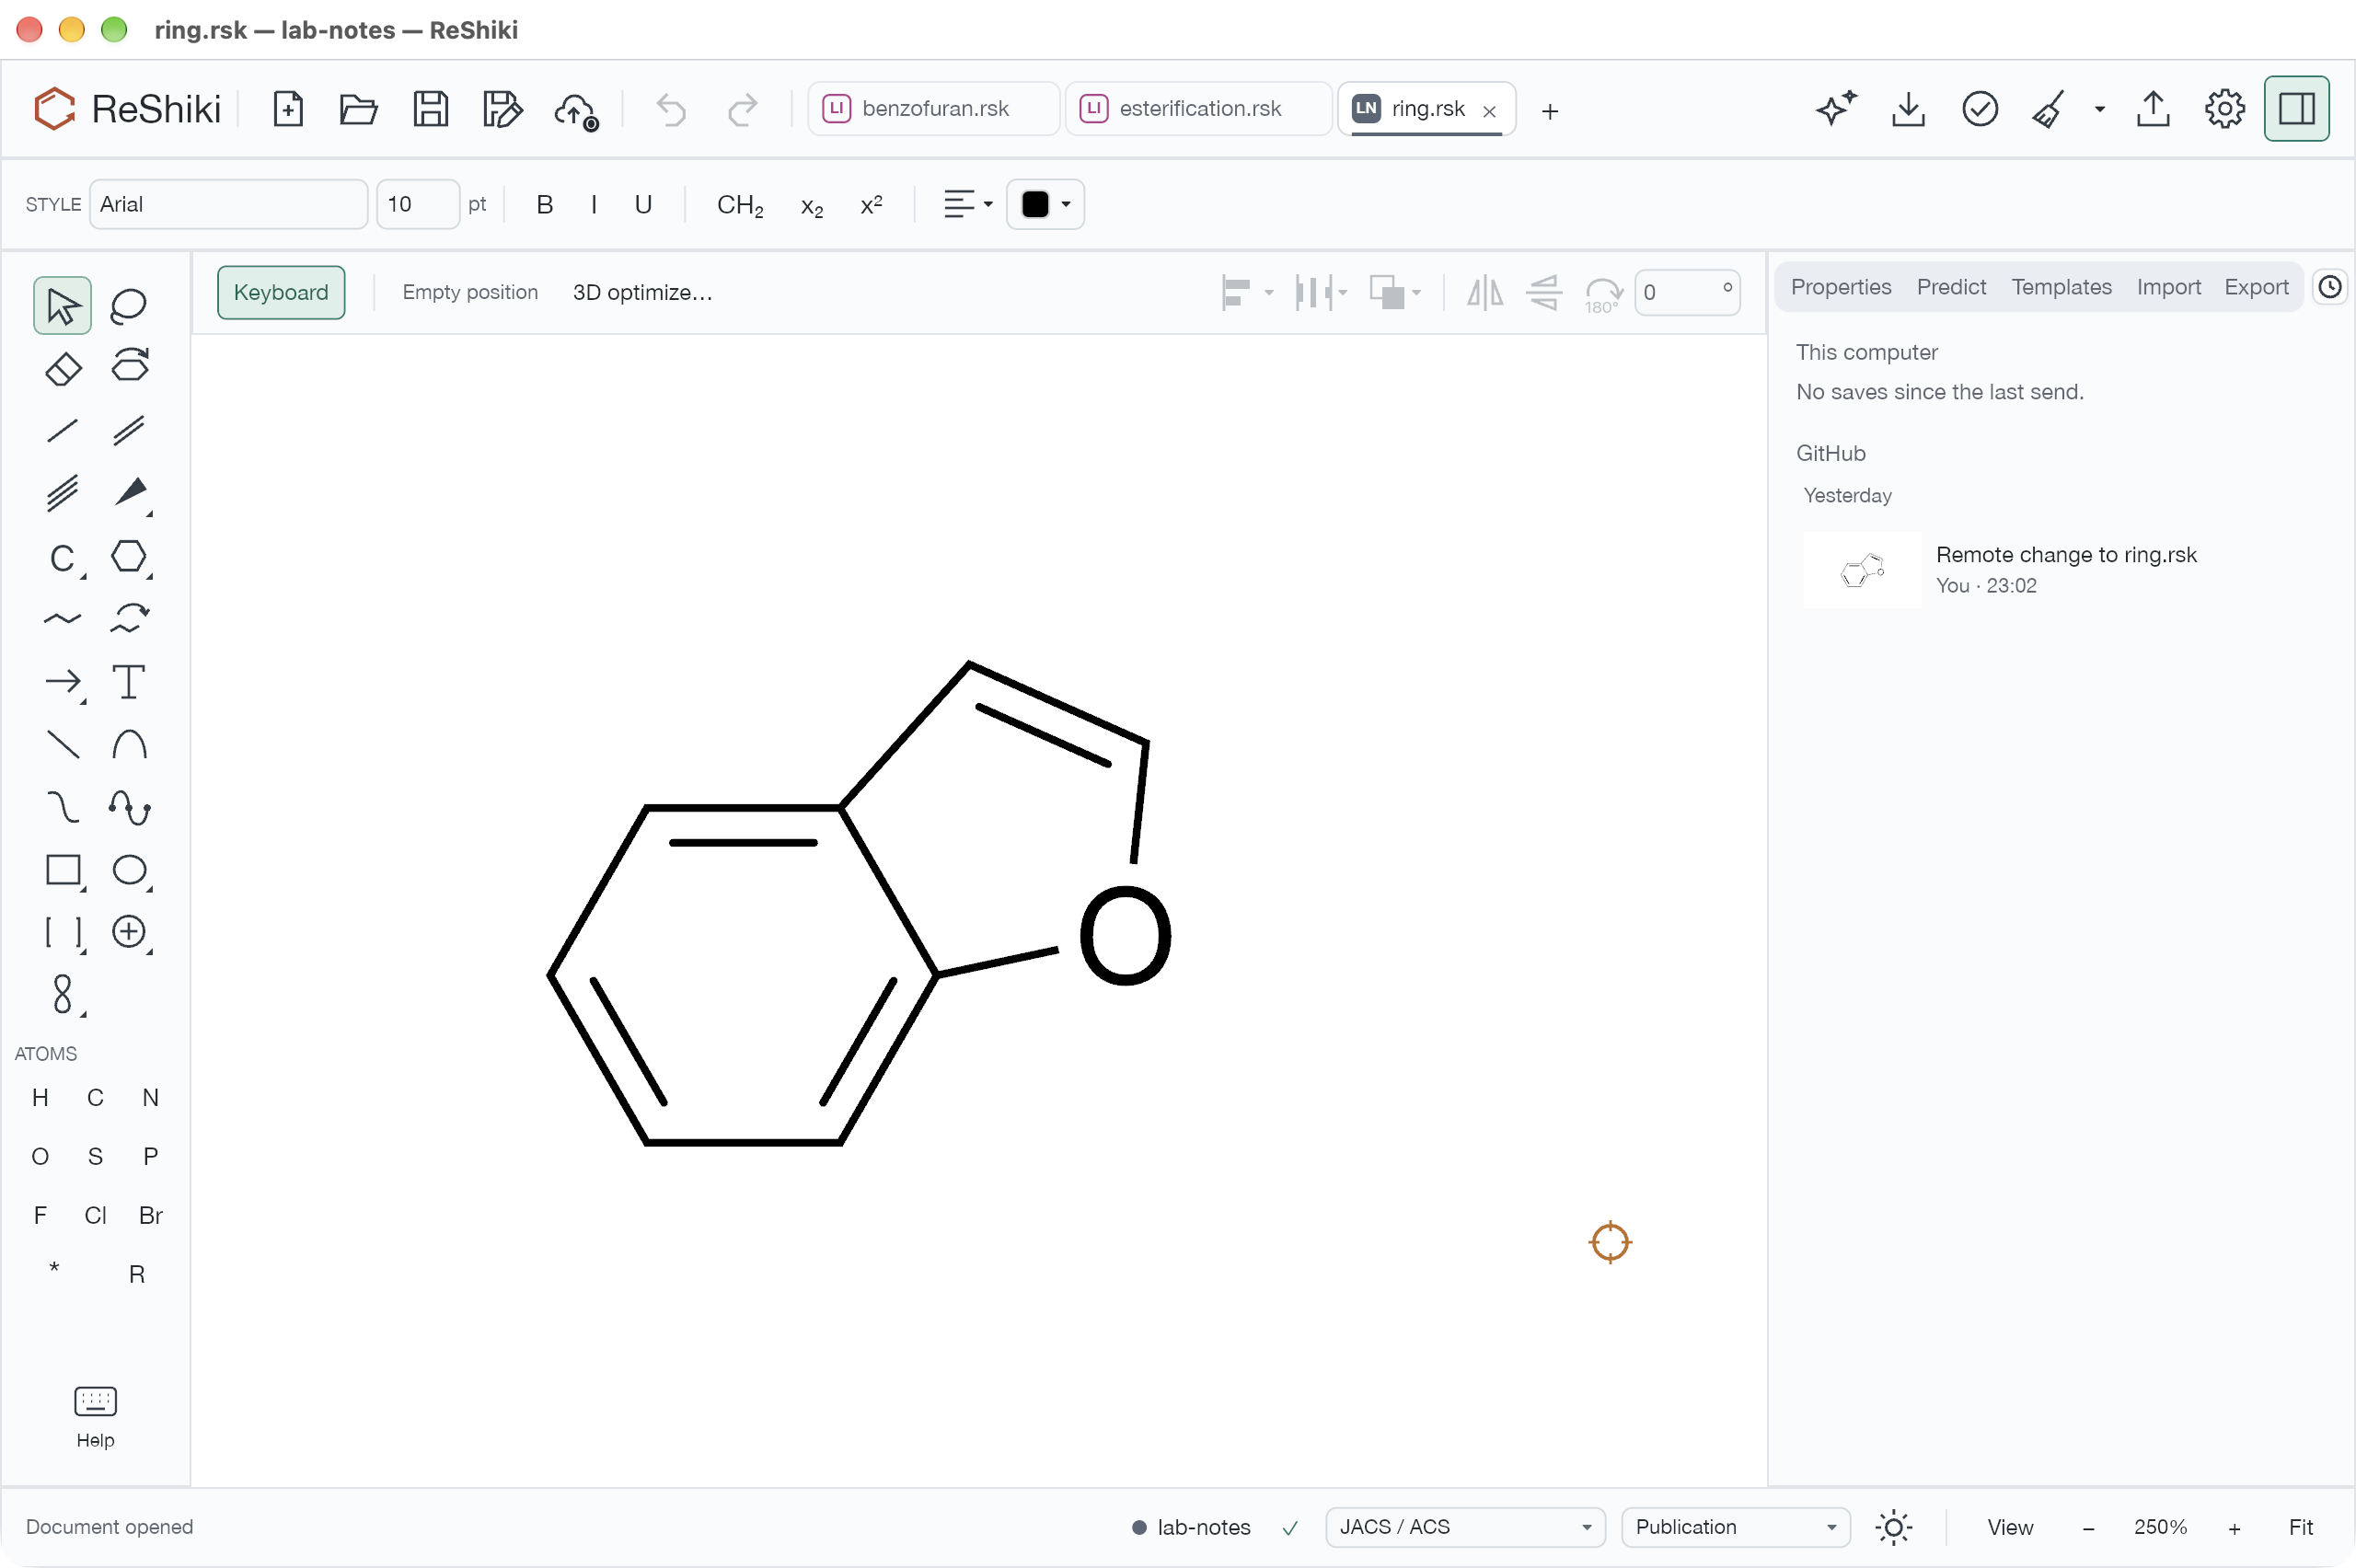 ring.rsk — lab-notes — ReShiki
ReShiki
LI benzofuran.rsk
LI esterification.rsk
LN ring.rsk
STYLE Arial 10 pt B I U CH₂ x₂ x²
Keyboard Empty position 3D optimize... 180° 0 °
Properties Predict Templates Import Export
This computer
No saves since the last send.
GitHub
Yesterday
Remote change to ring.rsk
You · 23:02
O
C
T
ATOMS
H C N
O S P
F Cl Br
* R
Help
Document opened
lab-notes ✓ JACS / ACS Publication View − 250% + Fit